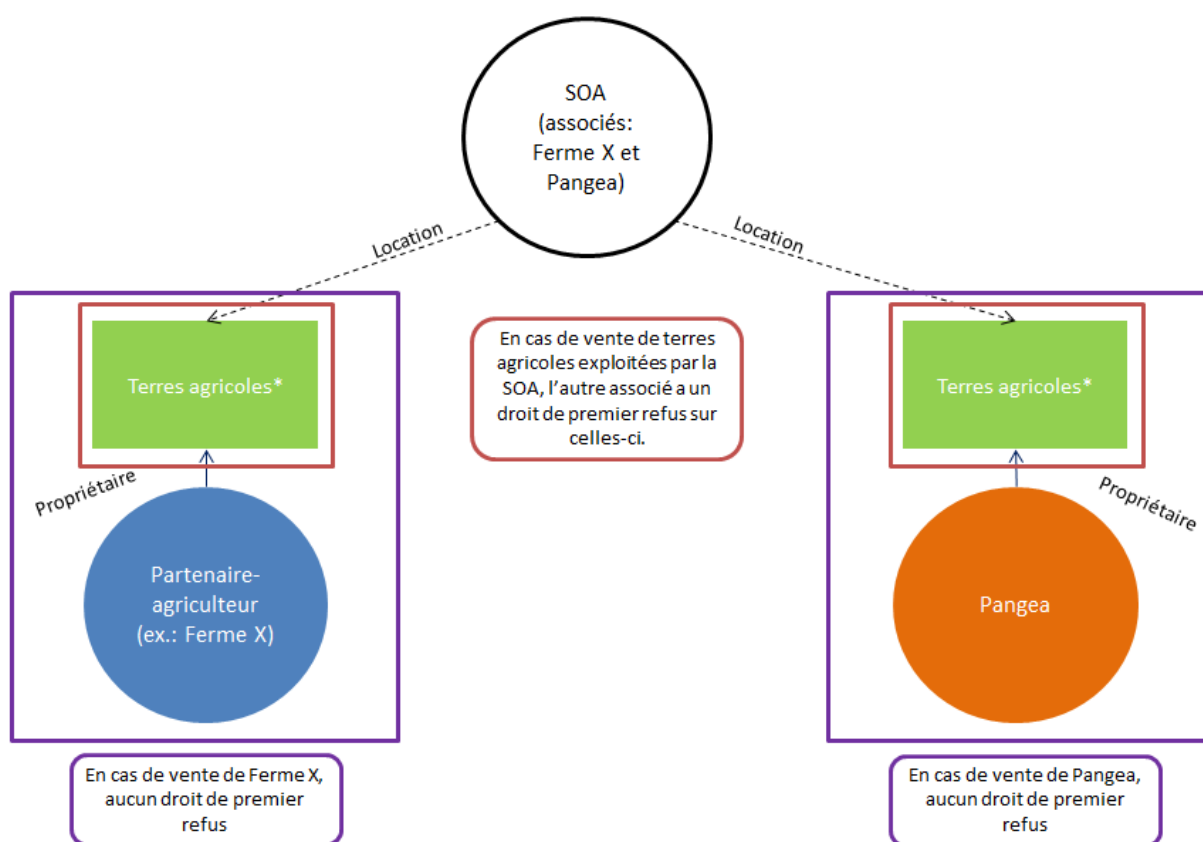 SOA
(associés:
Ferme X et
Pangea)
Location
Location
Terres agricoles*
En cas de vente de terres
agricoles exploitées par la
SOA, l'autre associé a un
droit de premier refus sur
celles-ci.
Terres agricoles*
Propriétaire
Propriétaire
Partenaire-
agriculteur
(ex.: Ferme X)
Pangea
En cas de vente de Ferme X,
aucun droit de premier
refus
En cas de vente de Pangea,
aucun droit de premier
refus